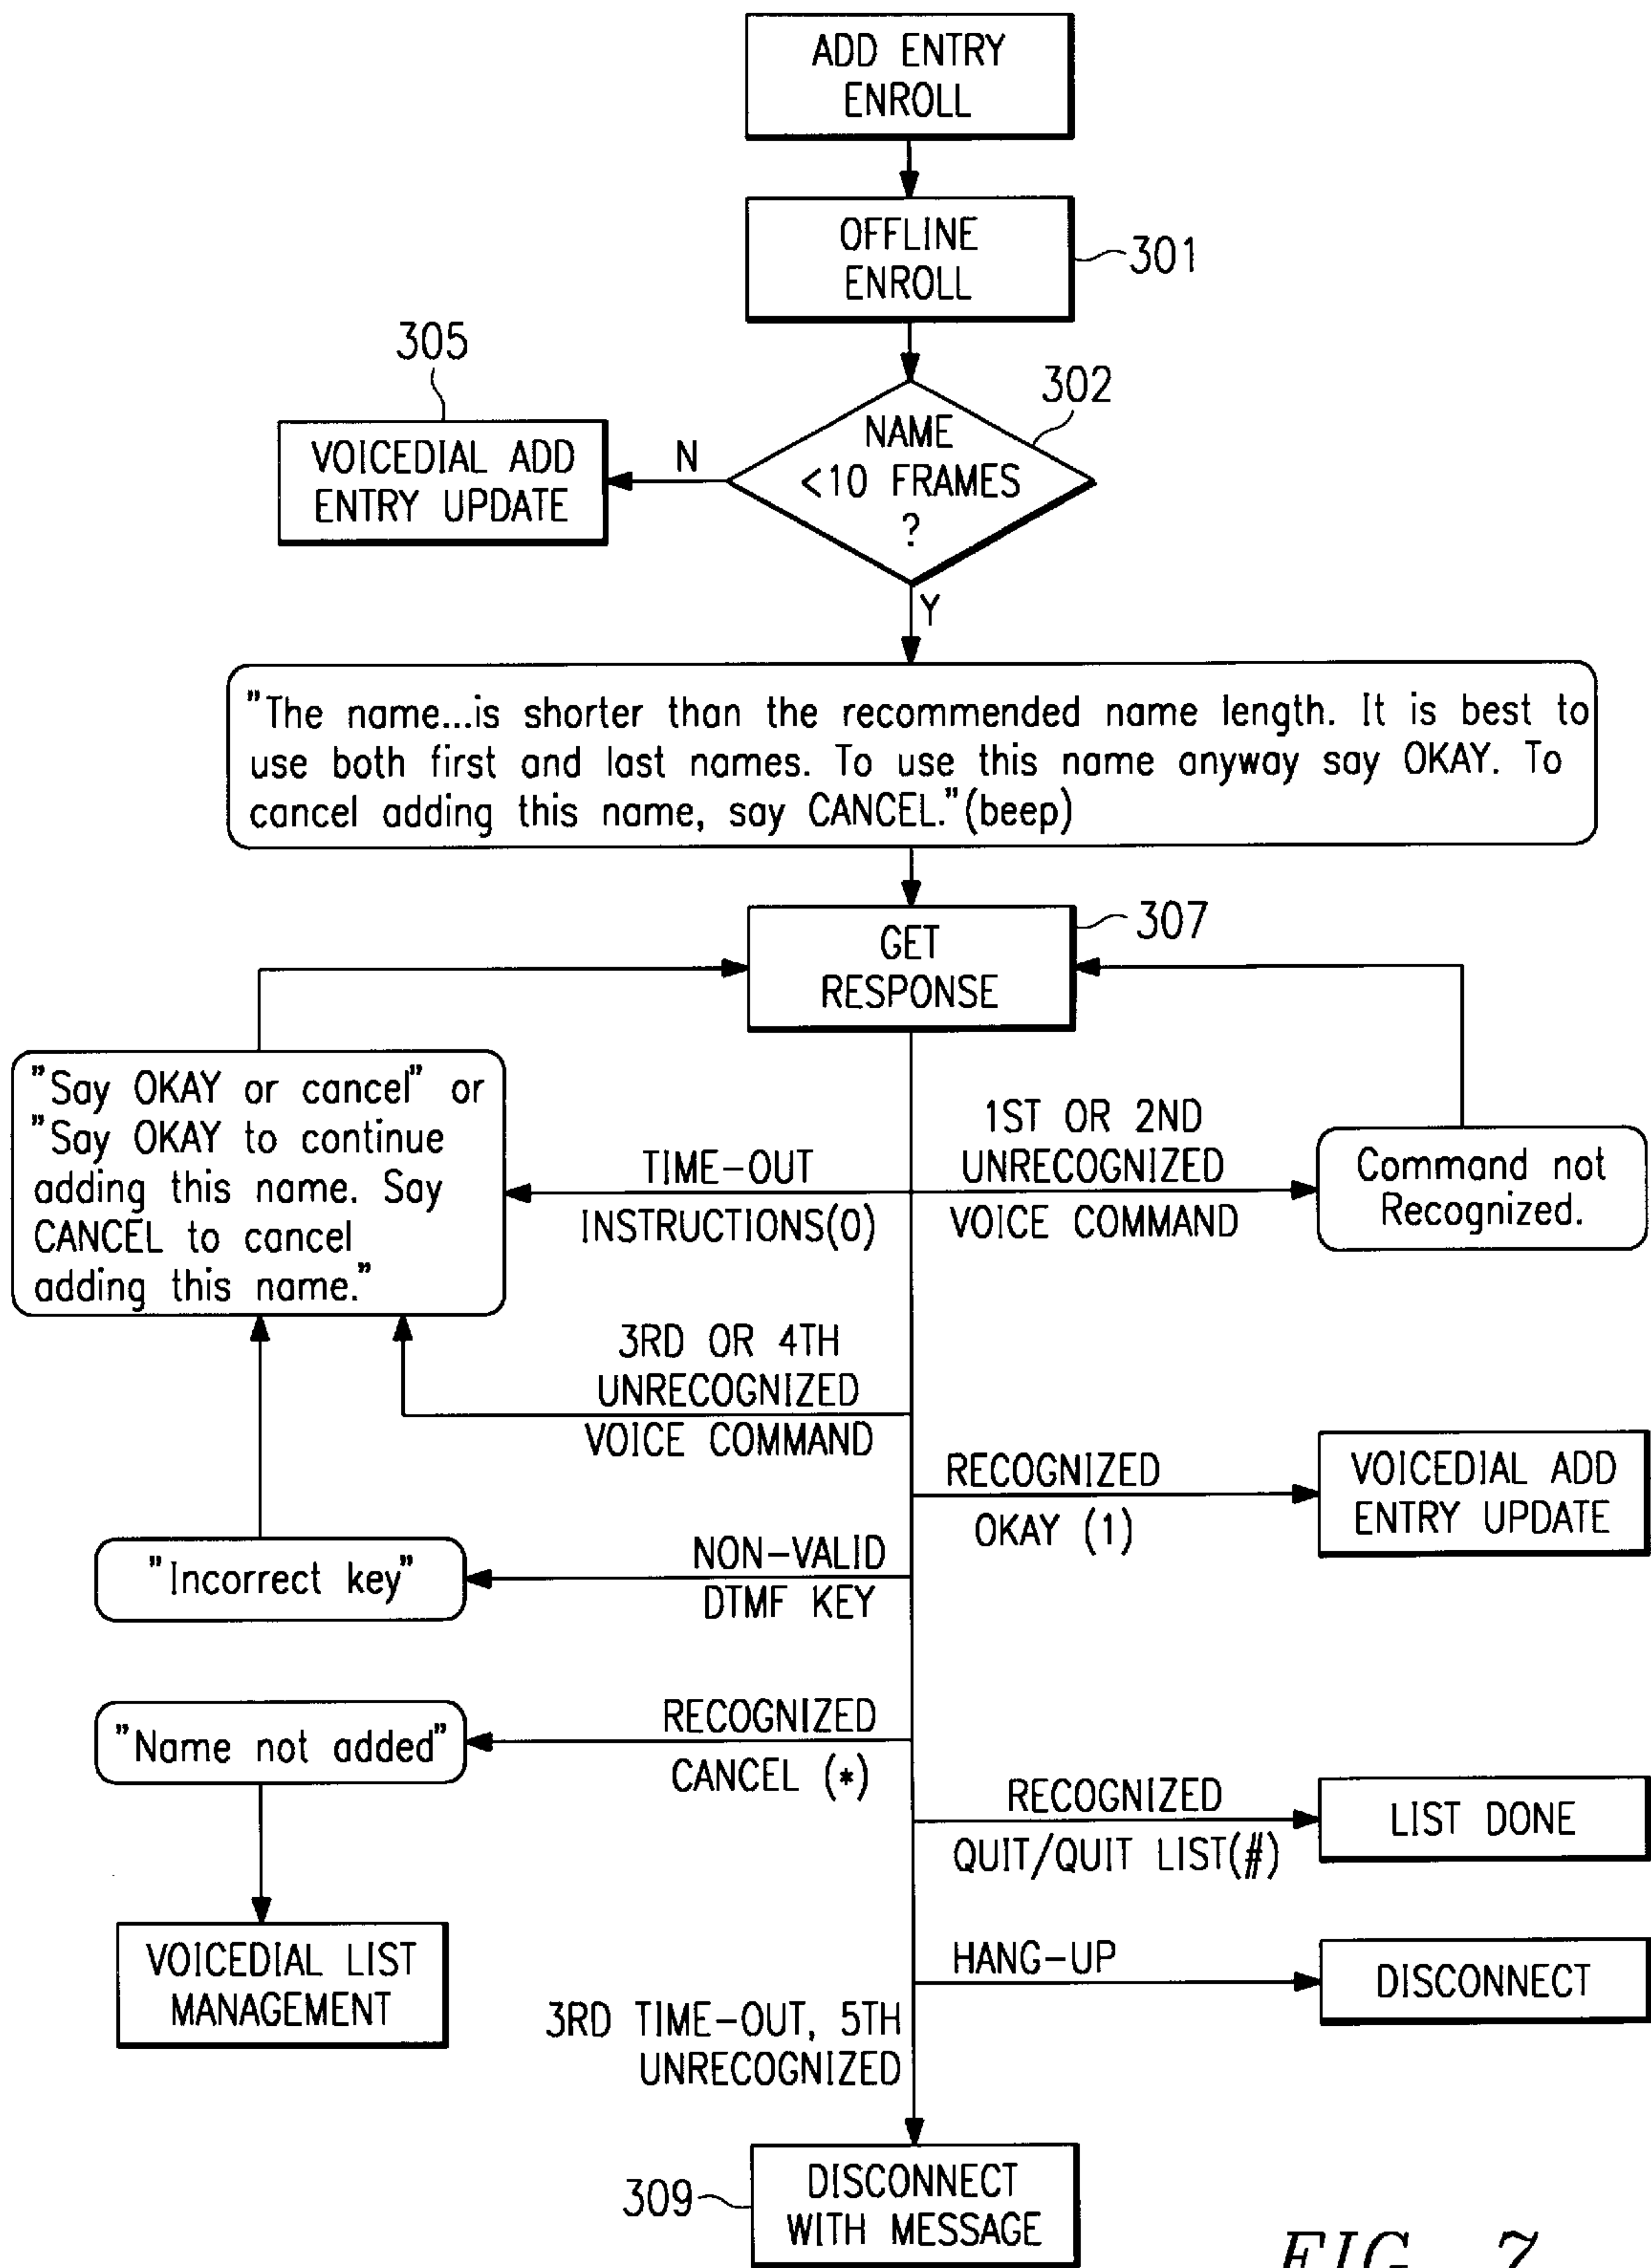 ADD ENTRY
ENROLL
OFFLINE
ENROLL
301
305
302
NAME
<10 FRAMES
?
N
VOICEDIAL ADD
ENTRY UPDATE
Y
"The name...is shorter than the recommended name length. It is best to
use both first and last names. To use this name anyway say OKAY. To
cancel adding this name, say CANCEL."(beep)
307
GET
RESPONSE
"Say OKAY or cancel" or
"Say OKAY to continue
adding this name. Say
CANCEL to cancel
adding this name."
TIME-OUT
INSTRUCTIONS(0)
1ST OR 2ND
UNRECOGNIZED
VOICE COMMAND
Command not
Recognized.
3RD OR 4TH
UNRECOGNIZED
VOICE COMMAND
RECOGNIZED
OKAY (1)
VOICEDIAL ADD
ENTRY UPDATE
"Incorrect key"
NON-VALID
DTMF KEY
"Name not added"
RECOGNIZED
CANCEL (*)
RECOGNIZED
QUIT/QUIT LIST(#)
LIST DONE
VOICEDIAL LIST
MANAGEMENT
HANG-UP
DISCONNECT
3RD TIME-OUT, 5TH
UNRECOGNIZED
309
DISCONNECT
WITH MESSAGE
FIG. 7